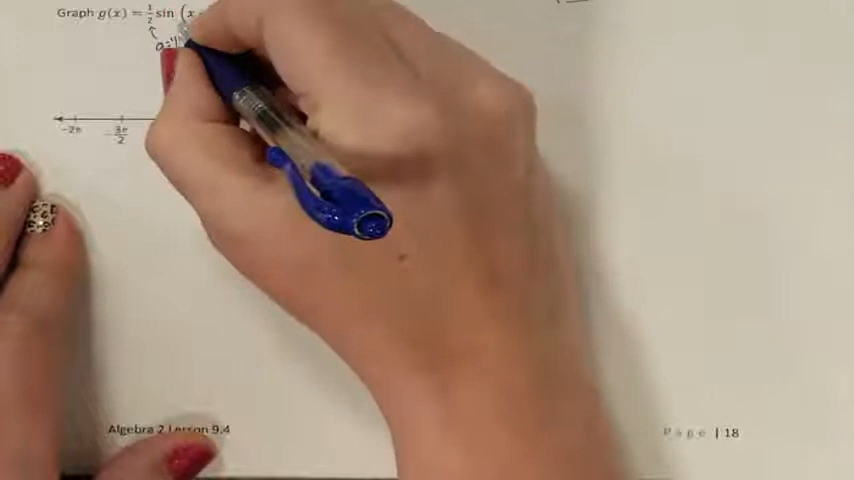 Graph g(x) = 1/2 sin (x
a=
-2π -3π/2
Algebra 2 Lesson 9.4
Page | 18